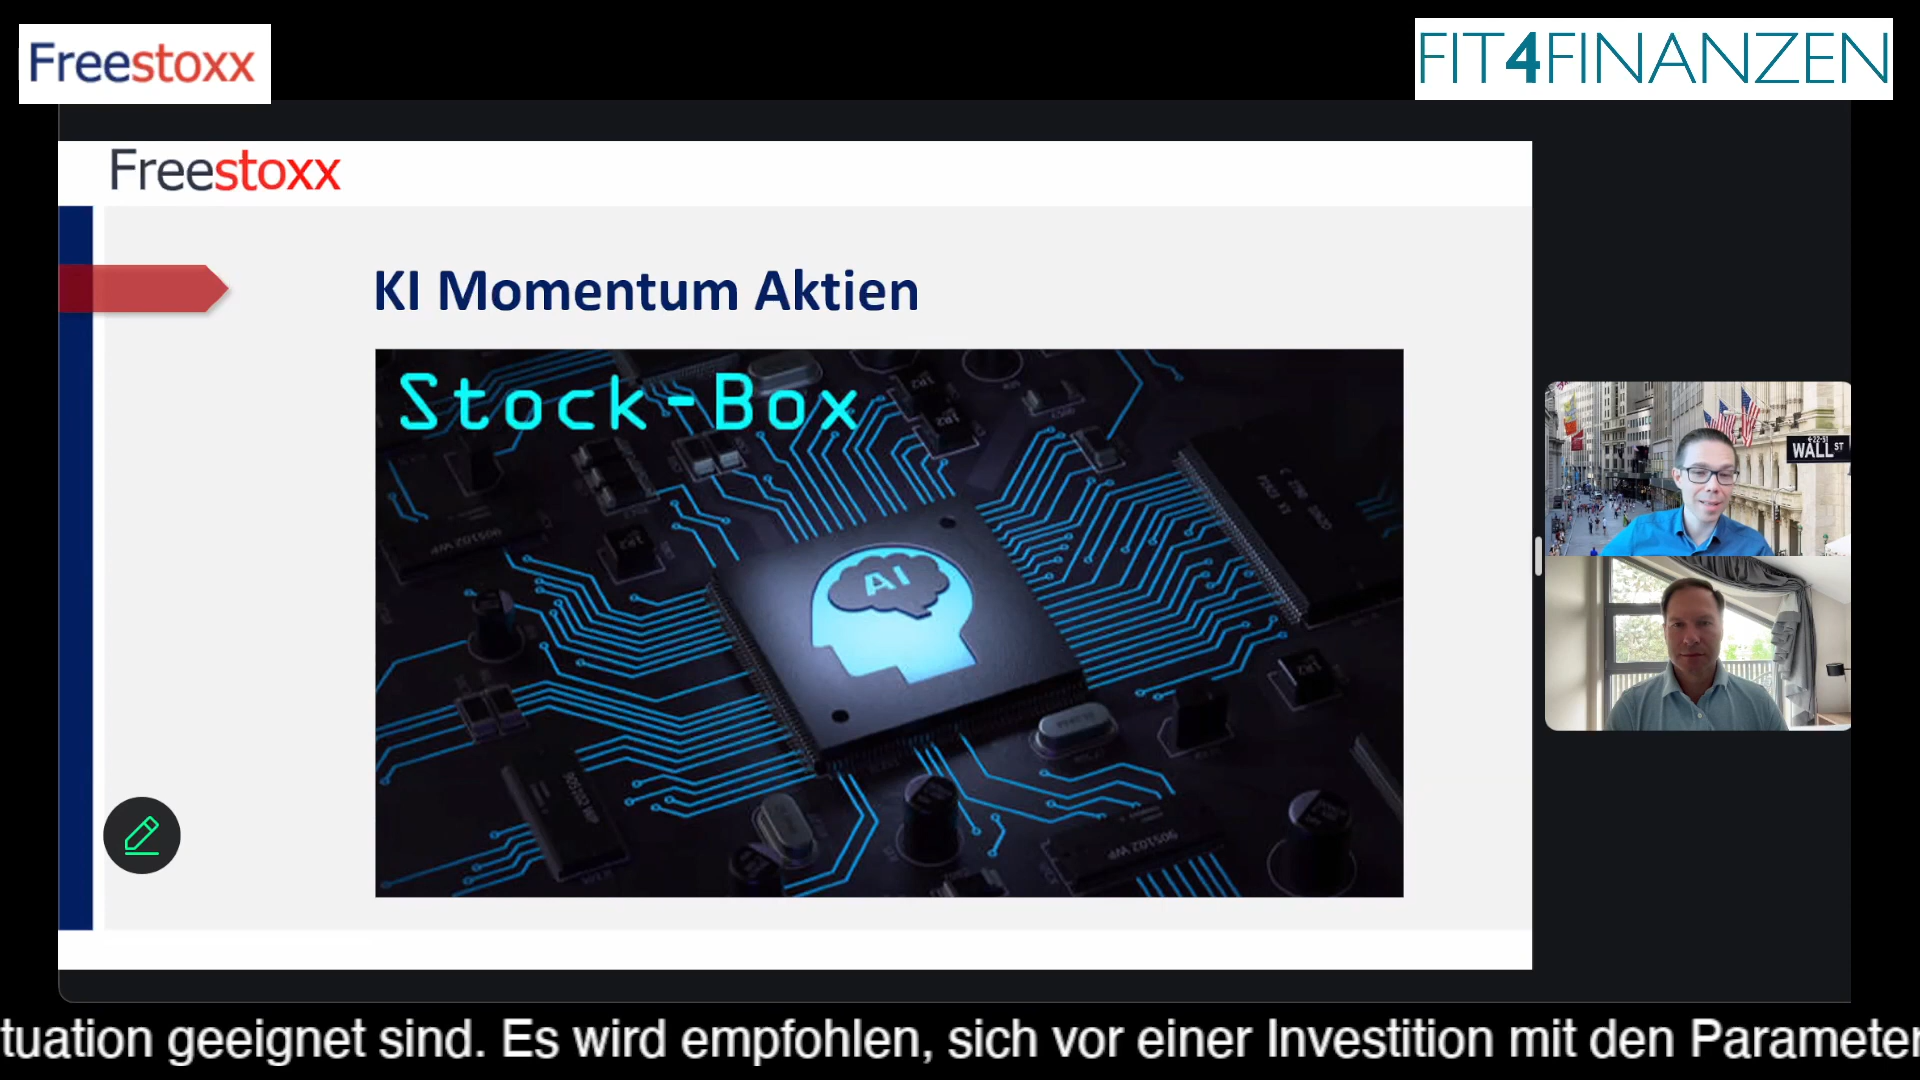 Freestoxx
FIT4FINANZEN
Freestoxx
KI Momentum Aktien
Stock-Box
AI
WALL ST
tuation geeignet sind. Es wird empfohlen, sich vor einer Investition mit den Parameter